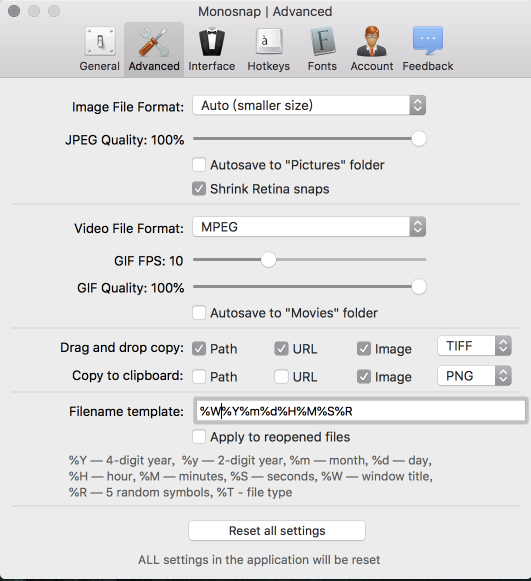 Monosnap | Advanced
General Advanced Interface Hotkeys Fonts Account Feedback
Image File Format: Auto (smaller size)
JPEG Quality: 100%
Autosave to "Pictures" folder
Shrink Retina snaps
Video File Format: MPEG
GIF FPS: 10
GIF Quality: 100%
Autosave to "Movies" folder
Drag and drop copy: Path URL Image TIFF
Copy to clipboard: Path URL Image PNG
Filename template: %W%Y%m%d%H%M%S%R
Apply to reopened files
%Y — 4-digit year, %y — 2-digit year, %m — month, %d — day,
%H — hour, %M — minutes, %S — seconds, %W — window title,
%R — 5 random symbols, %T - file type
Reset all settings
ALL settings in the application will be reset